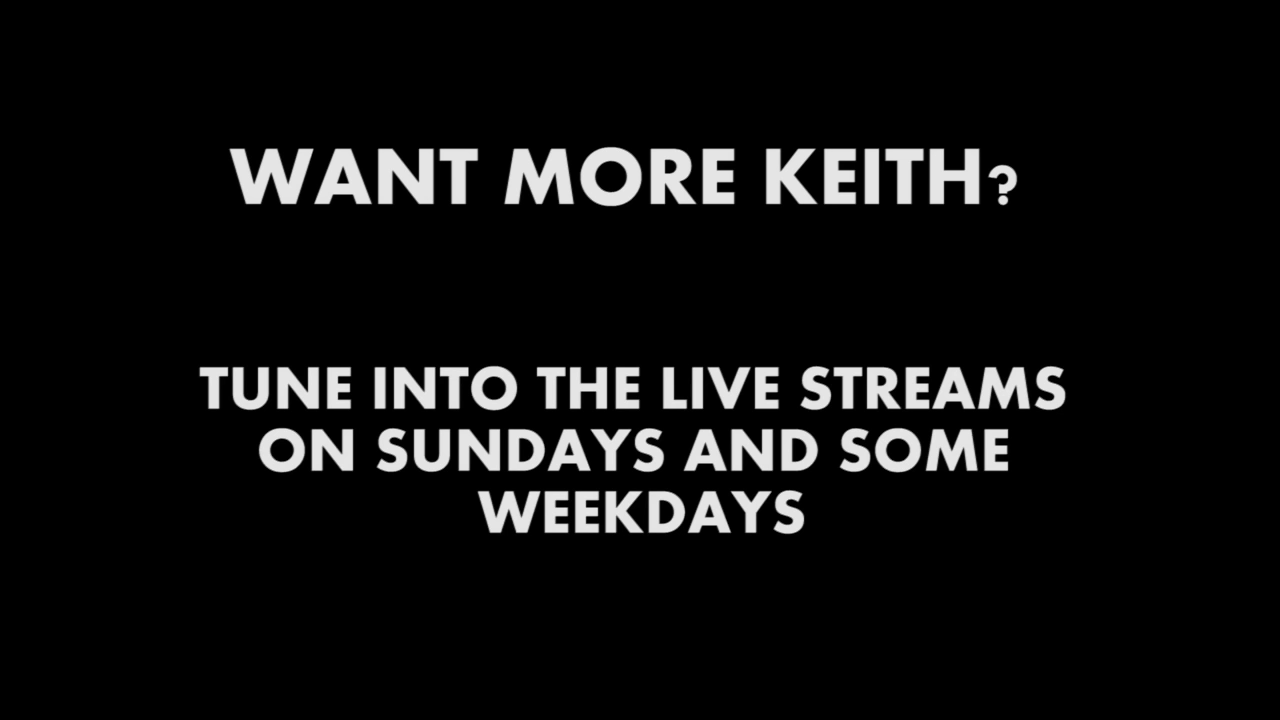 WANT MORE KEITH?
TUNE INTO THE LIVE STREAMS
ON SUNDAYS AND SOME
WEEKDAYS